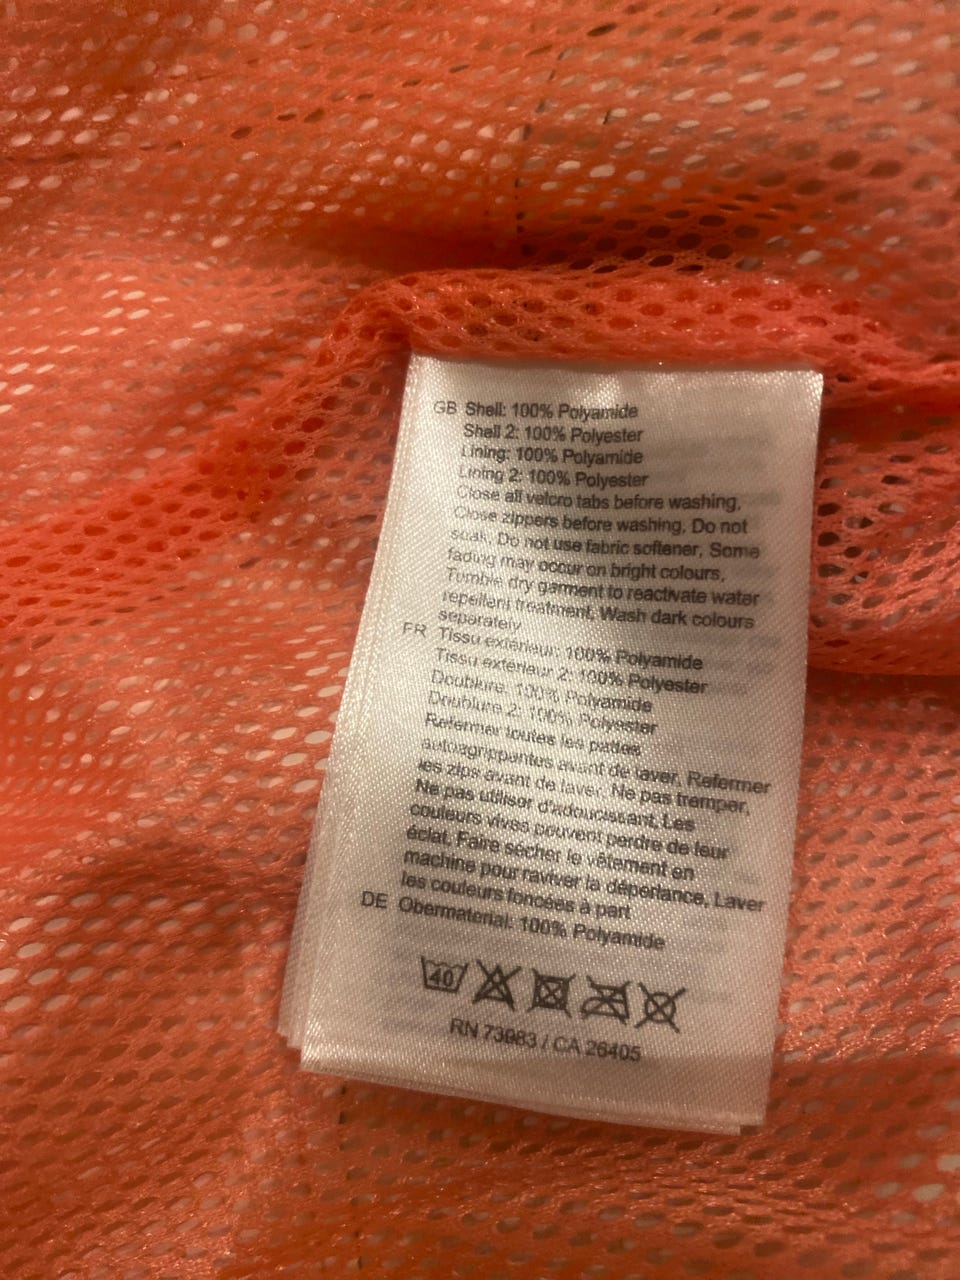 GB Shell: 100% Polyamide
Shell 2: 100% Polyester
Lining: 100% Polyamide
Lining 2: 100% Polyester
Close all velcro tabs before washing,
Close zippers before washing, Do not
soak, Do not use fabric softener, Some
fading may occur on bright colours,
Tumble dry garment to reactivate water
repellant treatment, Wash dark colours
separately
FR Tissu extérieur: 100% Polyamide
Tissu extérieur 2: 100% Polyester
Doublure: 100% Polyamide
Doublure 2: 100% Polyester
Refermer toutes les pattes
autoagrippantes avant de laver, Refermer
les zips avant de laver, Ne pas tremper,
Ne pas utiliser d'adoucissant, Les
couleurs vives peuvent perdre de leur
éclat, Faire sécher le vêtement en
machine pour raviver la déperlance, Laver
les couleurs foncées à part
DE Obermaterial: 100% Polyamide
40
RN 73983 / CA 26405